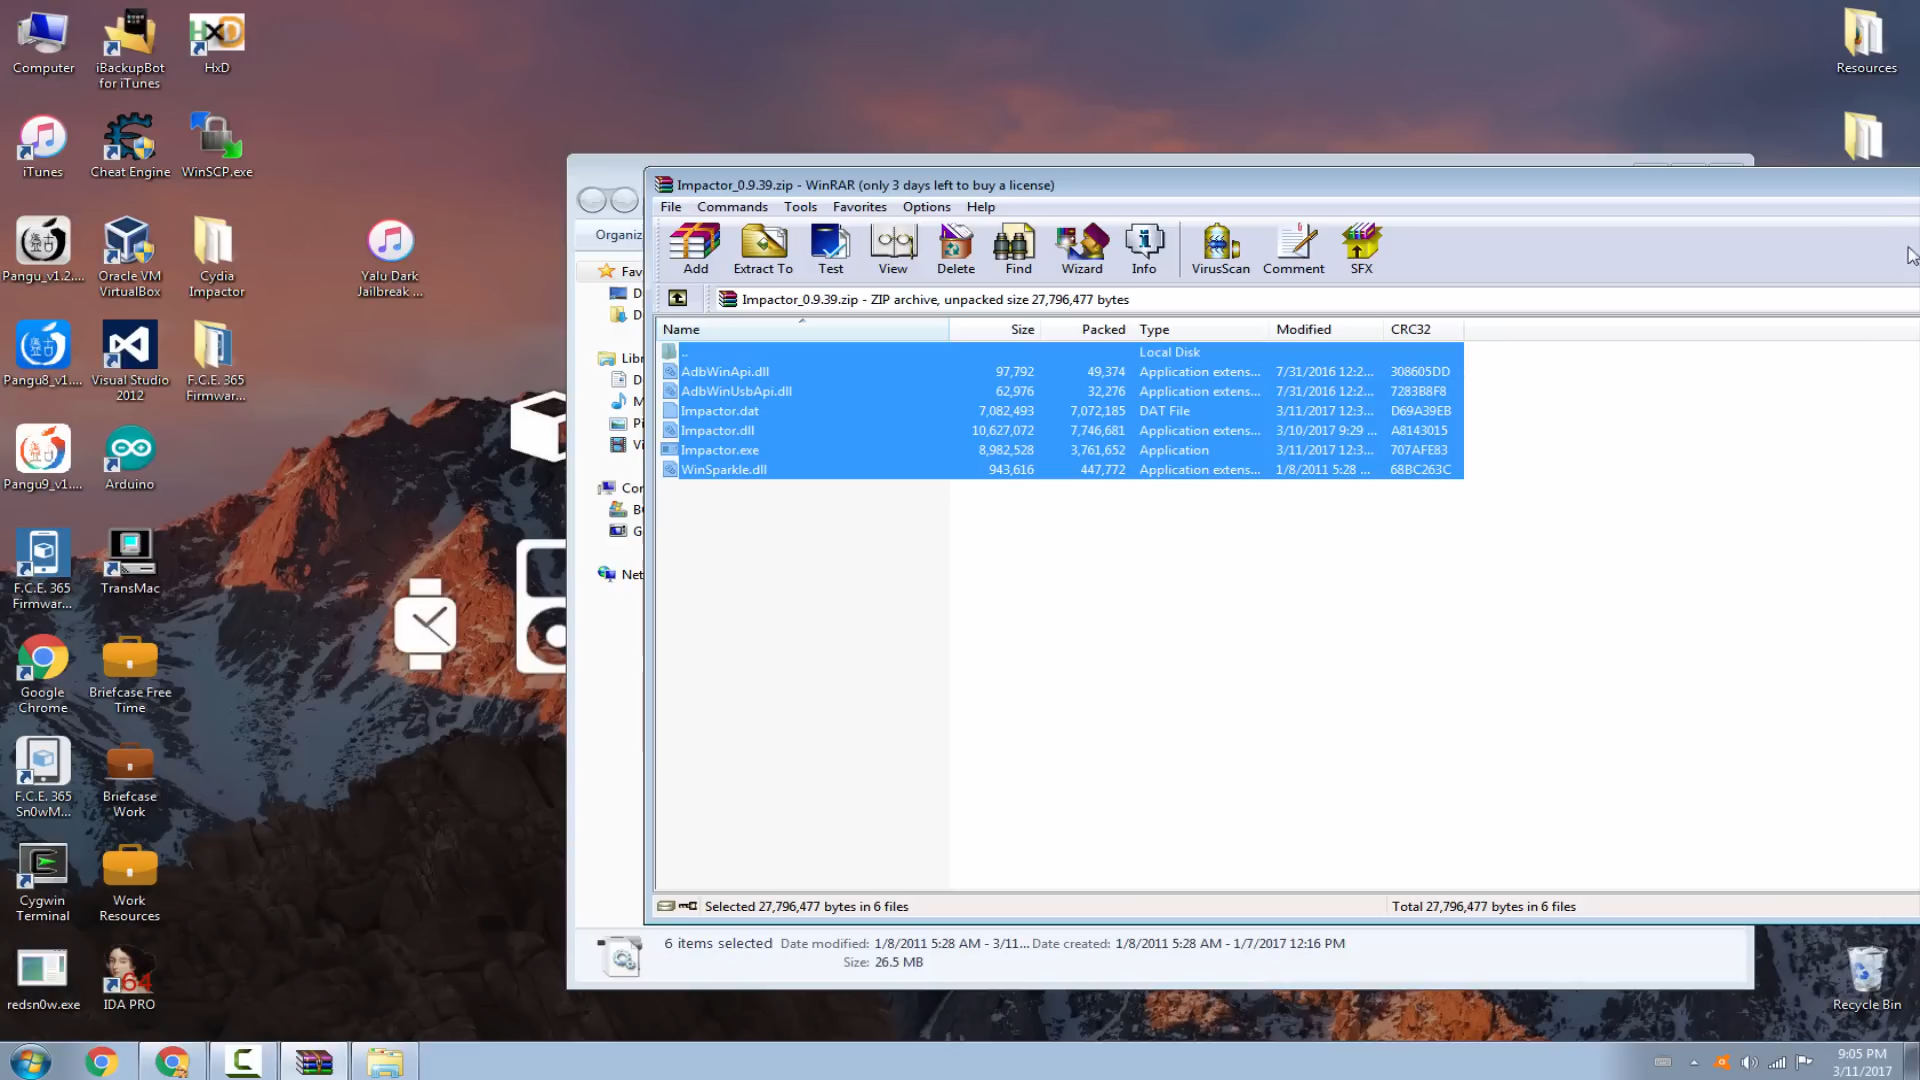 Computer
iBackupBot
for iTunes
HxD
Resources
iTunes
Cheat Engine
WinSCP.exe
Pangu_v1.2....
Oracle VM
VirtualBox
Cydia
Impactor
Yalu Dark
Jailbreak ...
Pangu8_v1....
Visual Studio
2012
F.C.E. 365
Firmwar...
Pangu9_v1....
Arduino
F.C.E. 365
Firmwar...
TransMac
Google
Chrome
Briefcase Free
Time
F.C.E. 365
Sn0wM...
Briefcase
Work
Cygwin
Terminal
Work
Resources
redsn0w.exe
64
IDA PRO
Recycle Bin
Organiz
Fav
D
D
Libr
D
M
Pi
Vi
Con
B
G
Net
Impactor_0.9.39.zip - WinRAR (only 3 days left to buy a license)
File Commands Tools Favorites Options Help
Add Extract To Test View Delete Find Wizard Info VirusScan Comment SFX
Impactor_0.9.39.zip - ZIP archive, unpacked size 27,796,477 bytes
Name Size Packed Type Modified CRC32
.. Local Disk
AdbWinApi.dll 97,792 49,374 Application extens... 7/31/2016 12:2... 308605DD
AdbWinUsbApi.dll 62,976 32,276 Application extens... 7/31/2016 12:2... 7283B8F8
Impactor.dat 7,082,493 7,072,185 DAT File 3/11/2017 12:3... D69A39EB
Impactor.dll 10,627,072 7,746,681 Application extens... 3/10/2017 9:29 ... A8143015
Impactor.exe 8,982,528 3,761,652 Application 3/11/2017 12:3... 707AFE83
WinSparkle.dll 943,616 447,772 Application extens... 1/8/2011 5:28 ... 68BC263C
Selected 27,796,477 bytes in 6 files
Total 27,796,477 bytes in 6 files
6 items selected Date modified: 1/8/2011 5:28 AM - 3/11... Date created: 1/8/2011 5:28 AM - 1/7/2017 12:16 PM
Size: 26.5 MB
9:05 PM
3/11/2017